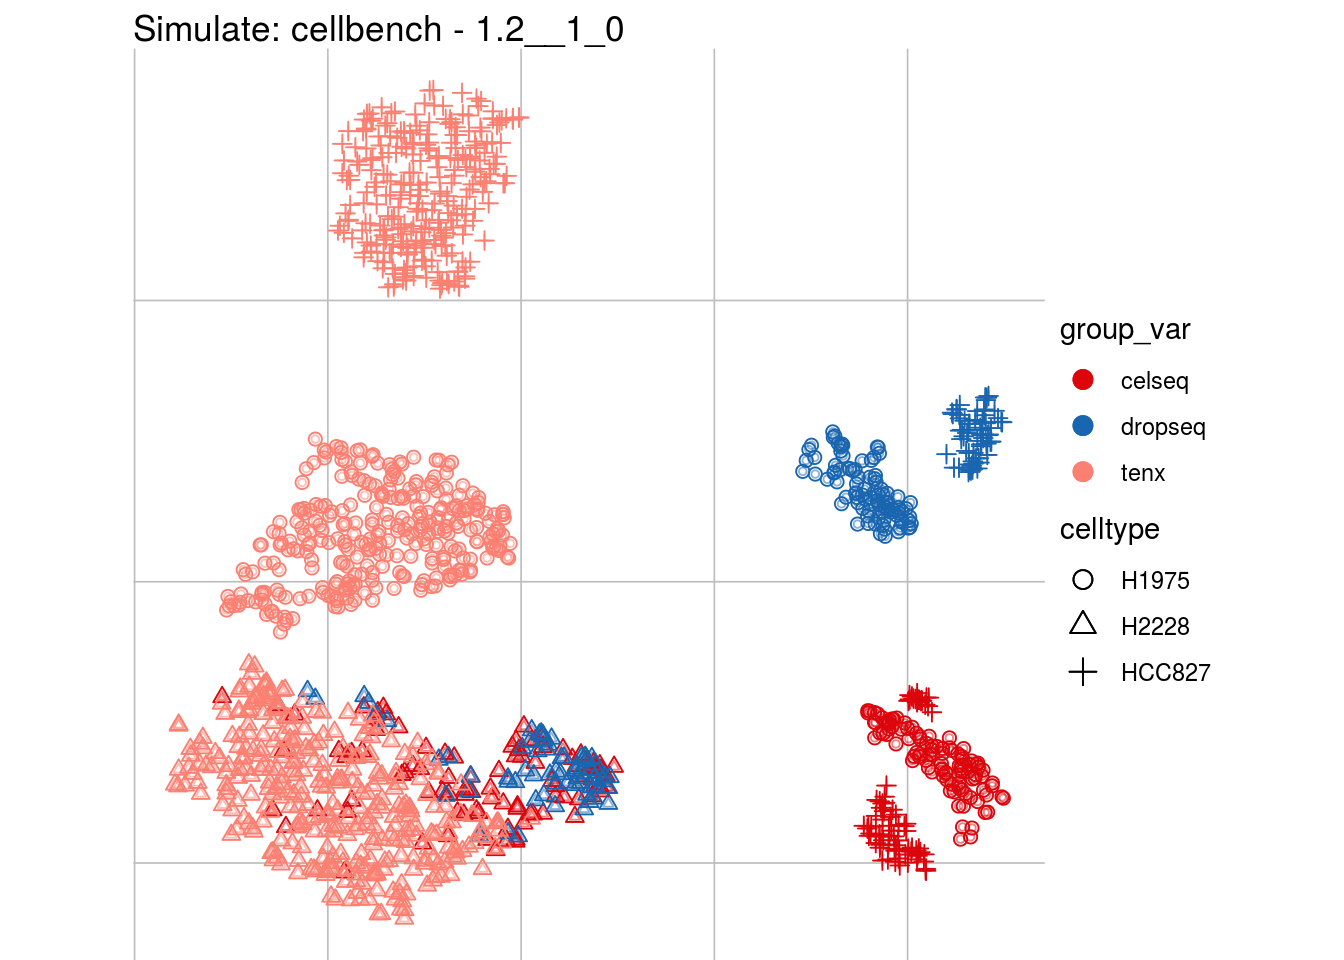 Simulate: cellbench - 1.2__1_0
group_var
celseq
dropseq
tenx
celltype
H1975
H2228
HCC827